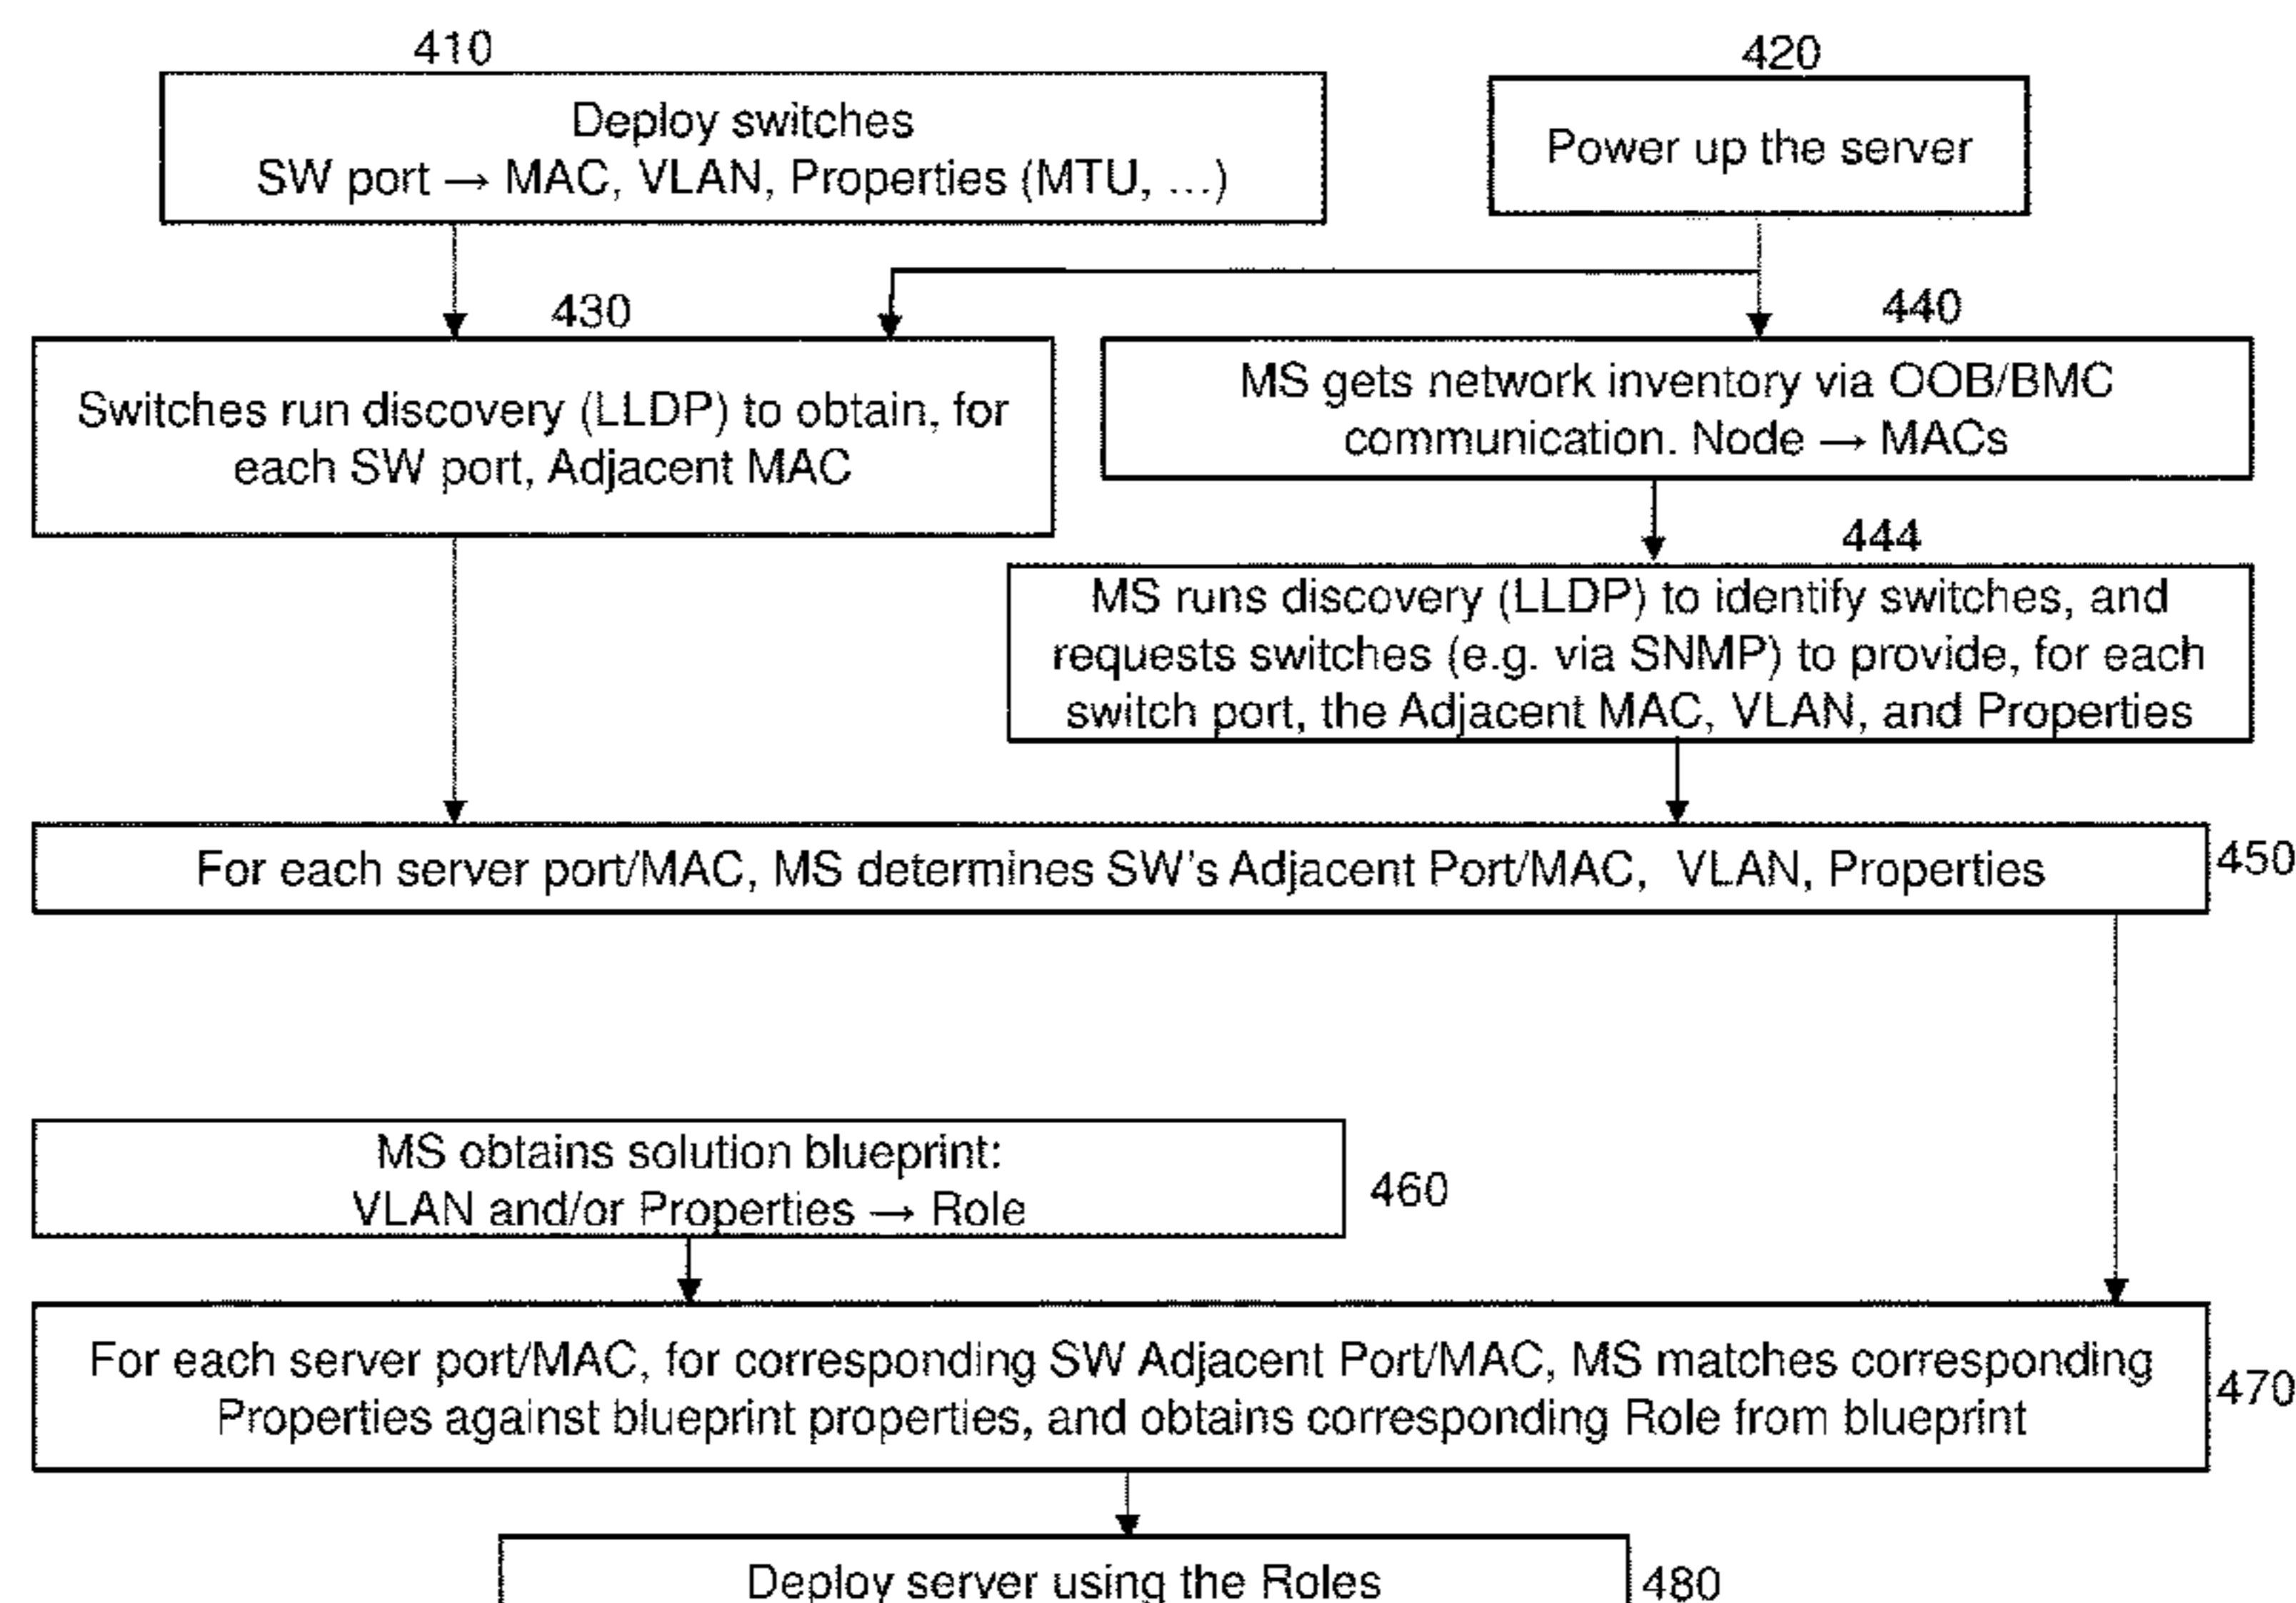 410
Deploy switches
SW port → MAC, VLAN, Properties (MTU, ...)
420
Power up the server
430
Switches run discovery (LLDP) to obtain, for
each SW port, Adjacent MAC
440
MS gets network inventory via OOB/BMC
communication. Node → MACs
444
MS runs discovery (LLDP) to identify switches, and
requests switches (e.g. via SNMP) to provide, for each
switch port, the Adjacent MAC, VLAN, and Properties
For each server port/MAC, MS determines SW's Adjacent Port/MAC, VLAN, Properties
450
MS obtains solution blueprint:
VLAN and/or Properties → Role
460
For each server port/MAC, for corresponding SW Adjacent Port/MAC, MS matches corresponding
Properties against blueprint properties, and obtains corresponding Role from blueprint
470
Deploy server using the Roles
480